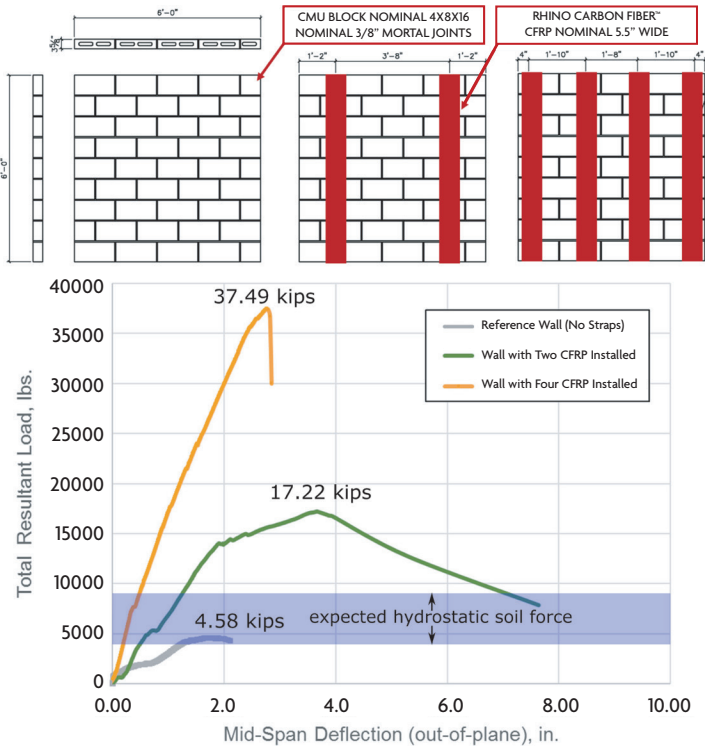 6'-0"
3⅝"
6'-0"
CMU BLOCK NOMINAL 4X8X16
NOMINAL 3/8" MORTAL JOINTS
RHINO CARBON FIBER™
CFRP NOMINAL 5.5" WIDE
1'-2" 3'-8" 1'-2"
4" 1'-10" 1'-8" 1'-10" 4"
Total Resultant Load, lbs.
40000
35000
30000
25000
20000
15000
10000
5000
0
37.49 kips
17.22 kips
4.58 kips
expected hydrostatic soil force
Reference Wall (No Straps)
Wall with Two CFRP Installed
Wall with Four CFRP Installed
0.00 2.0 4.0 6.0 8.00 10.00
Mid-Span Deflection (out-of-plane), in.